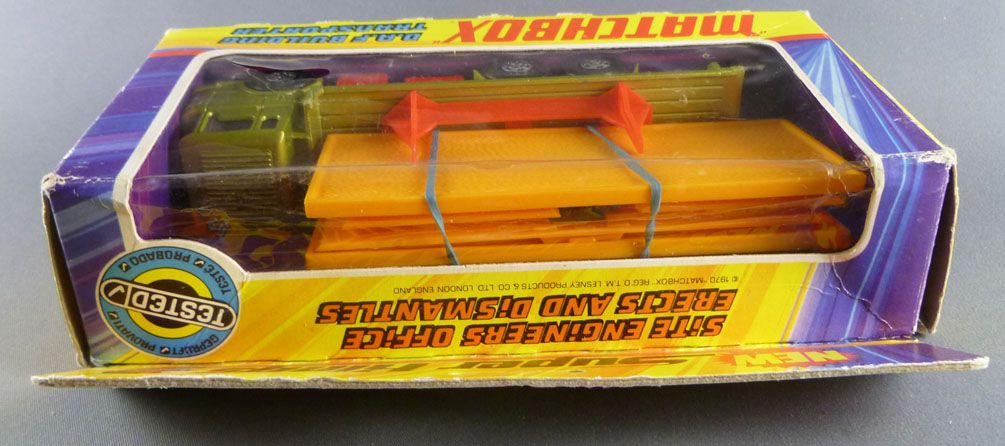 "MATCHBOX"
D.A.F BUILDING
TRANSPORTER
NEW
SITE ENGINEERS OFFICE
ERECTS AND DISMANTLES
© 1970 "MATCHBOX" REG'D T.M. LESNEY PRODUCTS & CO. LTD. LONDON ENGLAND
TESTÉ • PROBADO
TESTED
GEPRÜFT • PROVATI